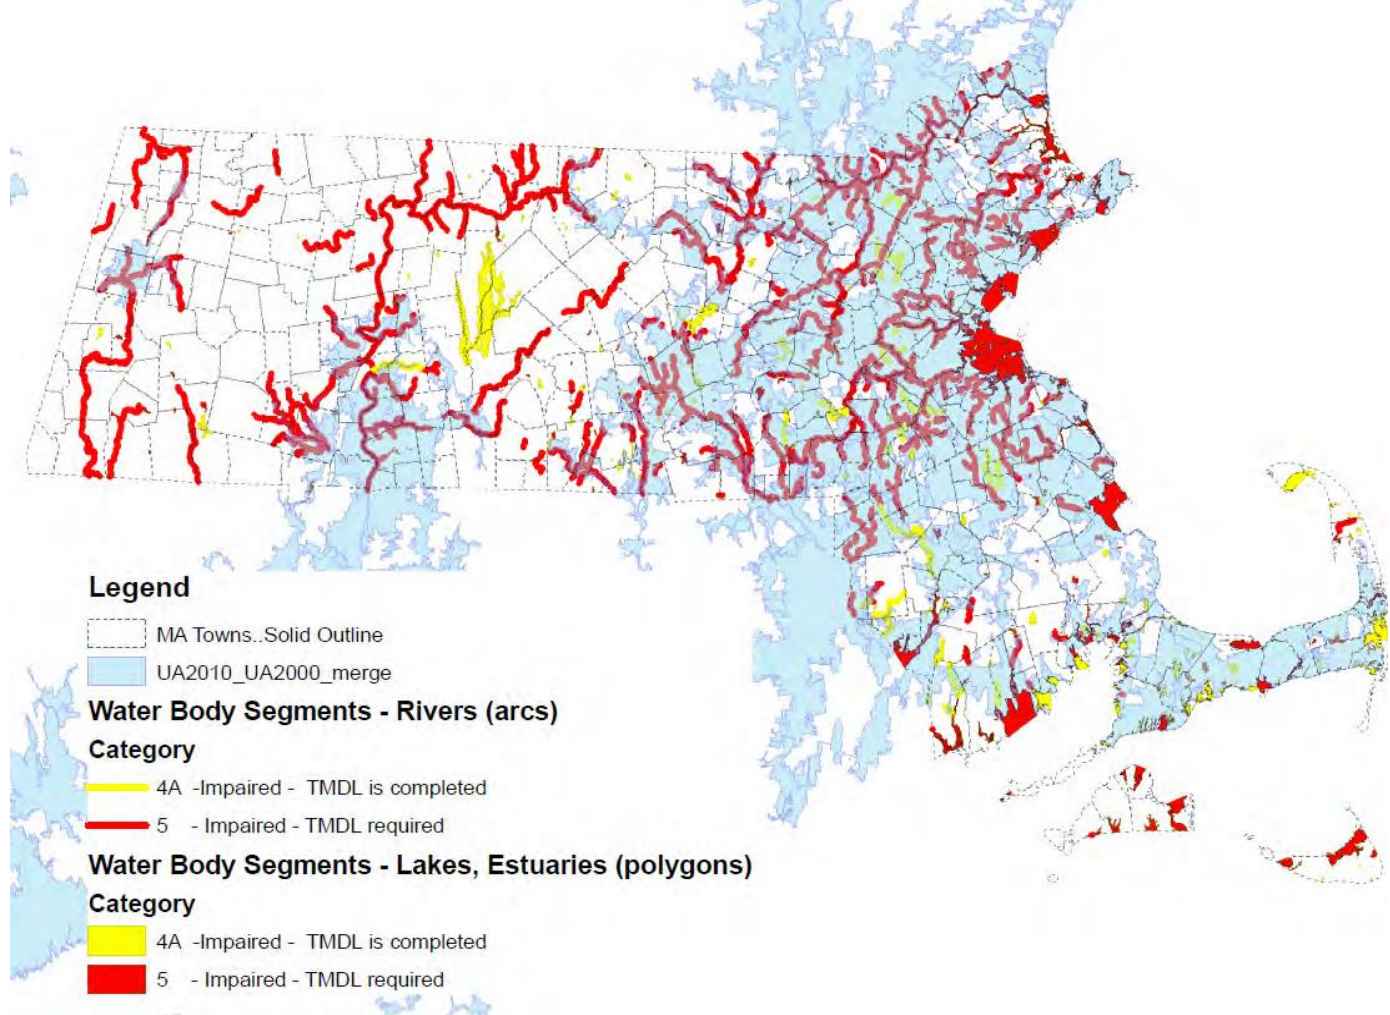 Legend
MA Towns..Solid Outline
UA2010_UA2000_merge
Water Body Segments - Rivers (arcs)
Category
4A -Impaired - TMDL is completed
5 - Impaired - TMDL required
Water Body Segments - Lakes, Estuaries (polygons)
Category
4A -Impaired - TMDL is completed
5 - Impaired - TMDL required